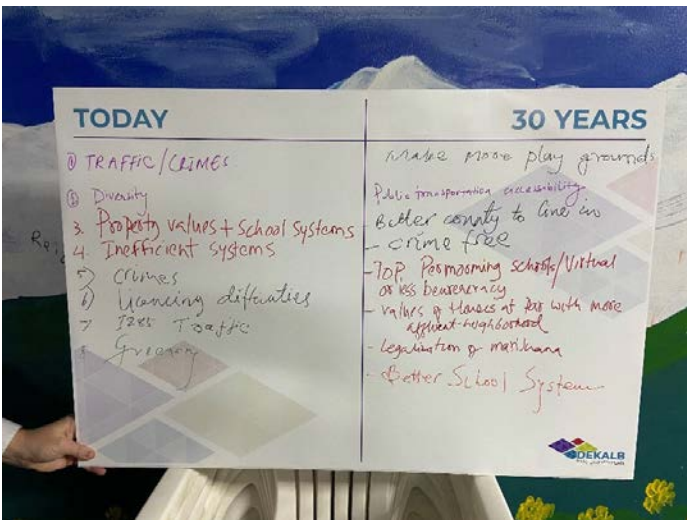 TODAY
① TRAFFIC/CRIMES
② Diversity
3. Property values + School systems
4. Inefficient systems
5) Crimes
6) Licencing difficulties
7 I285 Traffic
30 YEARS
Make more play grounds
Public transportation accessibility
Better county to live in
- crime free
- TOP. schools/Virtual
or less
- values of Houses at par with more
affluent neighborhood
- Legalization of marijuana
- Better School System
DEKALB